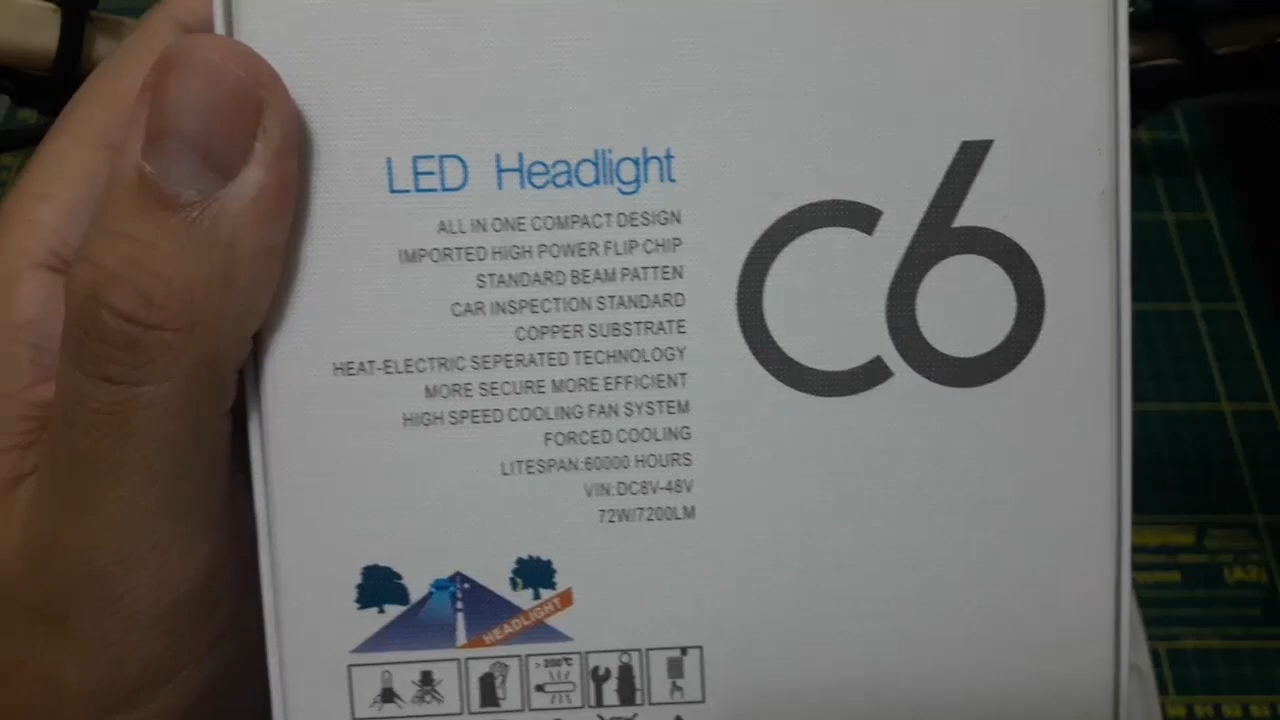 LED Headlight
C6
ALL IN ONE COMPACT DESIGN
IMPORTED HIGH POWER FLIP CHIP
STANDARD BEAM PATTEN
CAR INSPECTION STANDARD
COPPER SUBSTRATE
HEAT-ELECTRIC SEPERATED TECHNOLOGY
MORE SECURE MORE EFFICIENT
HIGH SPEED COOLING FAN SYSTEM
FORCED COOLING
LITESPAN:60000 HOURS
VIN:DC8V-48V
72W/7200LM
HEADLIGHT
>200℃
(A3)